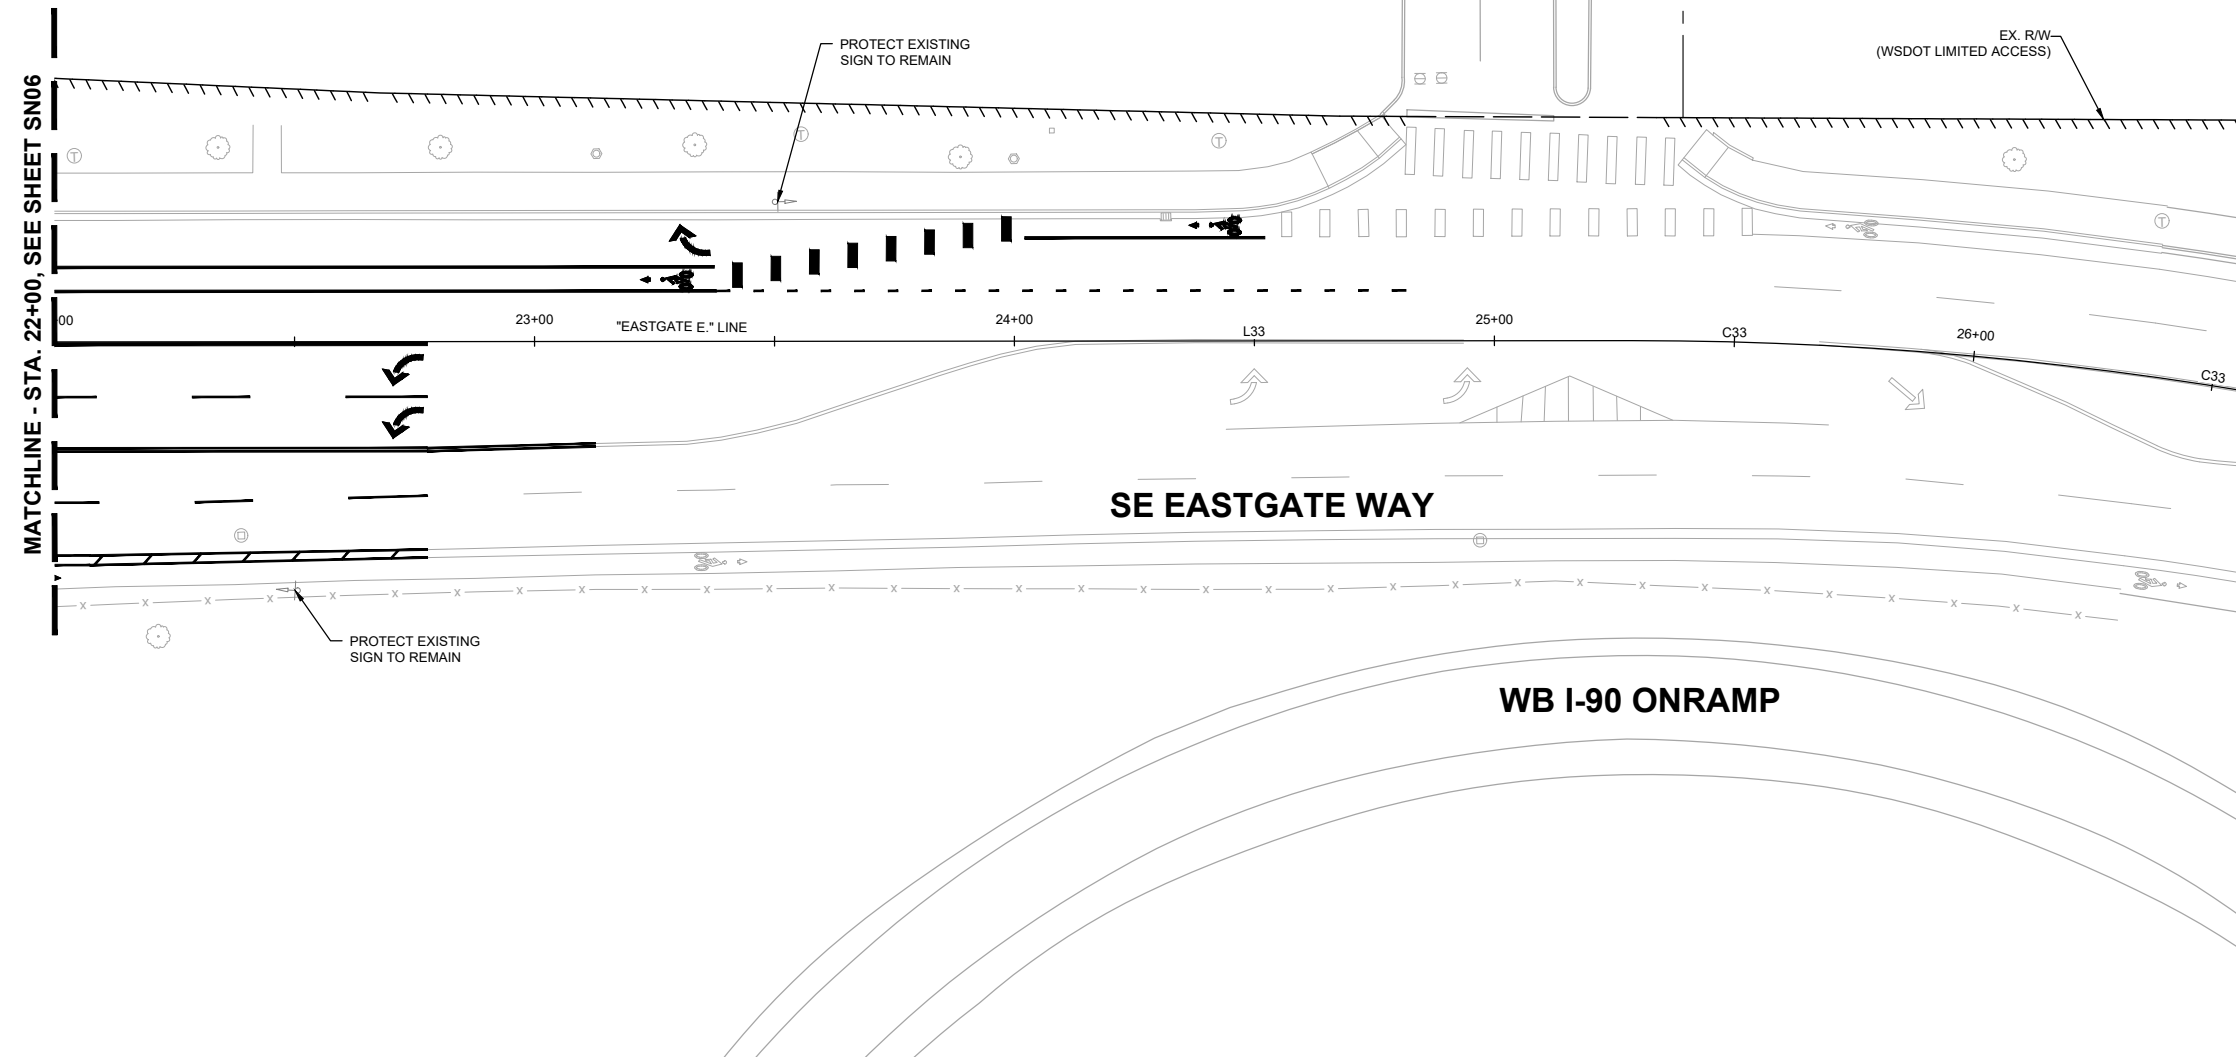 MATCHLINE - STA. 22+00, SEE SHEET SN06
PROTECT EXISTING
SIGN TO REMAIN
EX. R/W
(WSDOT LIMITED ACCESS)
T
T
T
T
00
23+00
"EASTGATE E." LINE
24+00
L33
25+00
C33
26+00
C33
SE EASTGATE WAY
x x x x x x x x x x x x x x x x x x x x x x x x x x x x x x x x x
PROTECT EXISTING
SIGN TO REMAIN
WB I-90 ONRAMP